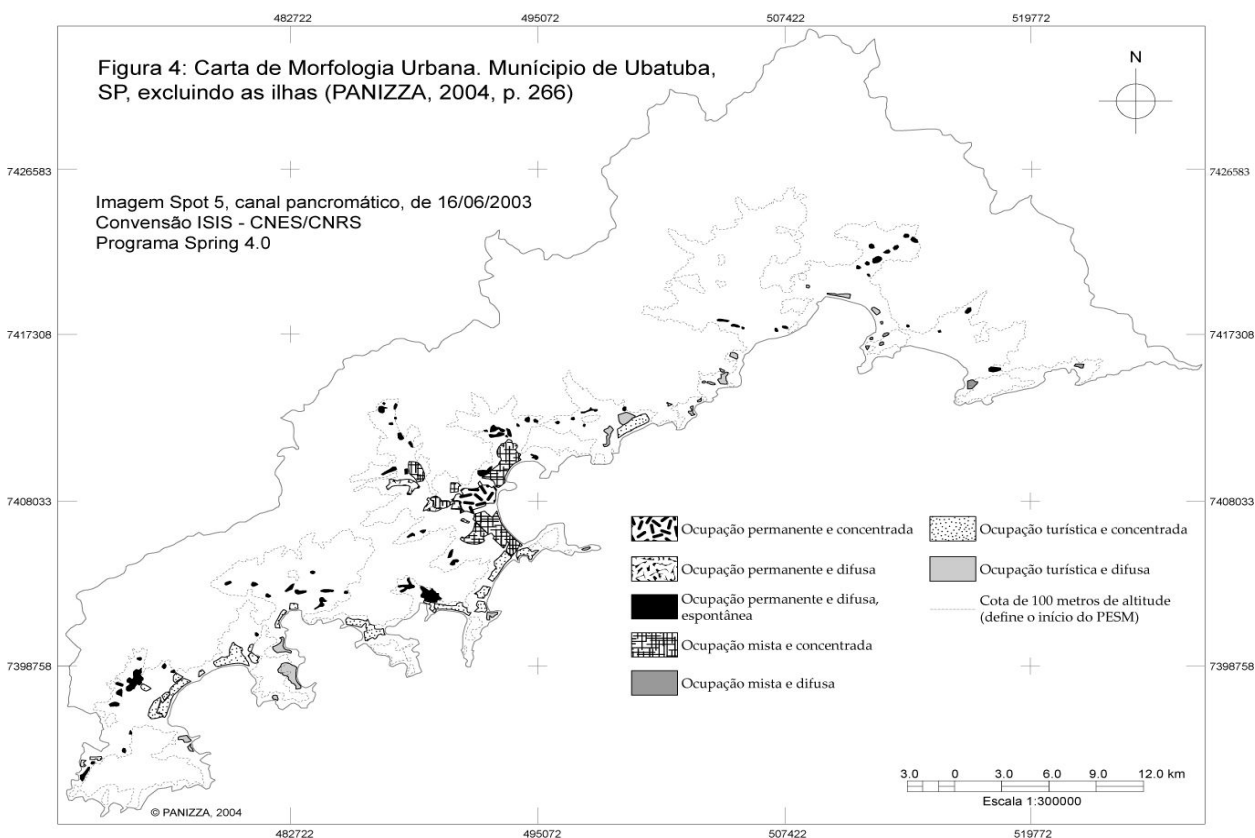 482722
495072
507422
519772
Figura 4: Carta de Morfologia Urbana. Munícipio de Ubatuba,
SP, excluindo as ilhas (PANIZZA, 2004, p. 266)
N
7426583
7426583
Imagem Spot 5, canal pancromático, de 16/06/2003
Convensão ISIS - CNES/CNRS
Programa Spring 4.0
7417308
7417308
7408033
7408033
Ocupação permanente e concentrada
Ocupação permanente e difusa
Ocupação permanente e difusa,
espontânea
Ocupação mista e concentrada
Ocupação mista e difusa
Ocupação turística e concentrada
Ocupação turística e difusa
Cota de 100 metros de altitude
(define o início do PESM)
7398758
7398758
3.0 0 3.0 6.0 9.0 12.0 km
Escala 1:300000
© PANIZZA, 2004
482722
495072
507422
519772